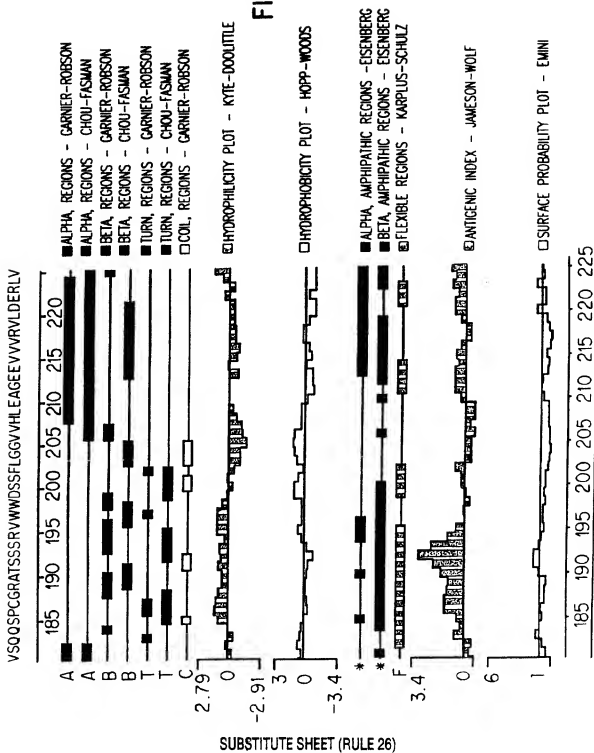 VSQQSPCGRATSSSRVWWDSSFLGGVVHLEAGEEVVVRVLDERLV
185 190 195 200 205 210 215 220
A ALPHA, REGIONS - GARNIER-ROBSON
A ALPHA, REGIONS - CHOU-FASMAN
B BETA, REGIONS - GARNIER-ROBSON
B BETA, REGIONS - CHOU-FASMAN
T TURN, REGIONS - GARNIER-ROBSON
T TURN, REGIONS - CHOU-FASMAN
C COIL, REGIONS - GARNIER-ROBSON
2.79
0 HYDROPHILICITY PLOT - KYTE-DOOLITTLE
-2.91
3
0 HYDROPHOBICITY PLOT - HOPP-WOODS
-3.4
* ALPHA, AMPHIPATHIC REGIONS - EISENBERG
* BETA, AMPHIPATHIC REGIONS - EISENBERG
F FLEXIBLE REGIONS - KARPLUS-SCHULZ
3.4
0 ANTIGENIC INDEX - JAMESON-WOLF
6
1 SURFACE PROBABILITY PLOT - EMINI
185 190 195 200 205 210 215 220 225
FI
SUBSTITUTE SHEET (RULE 26)